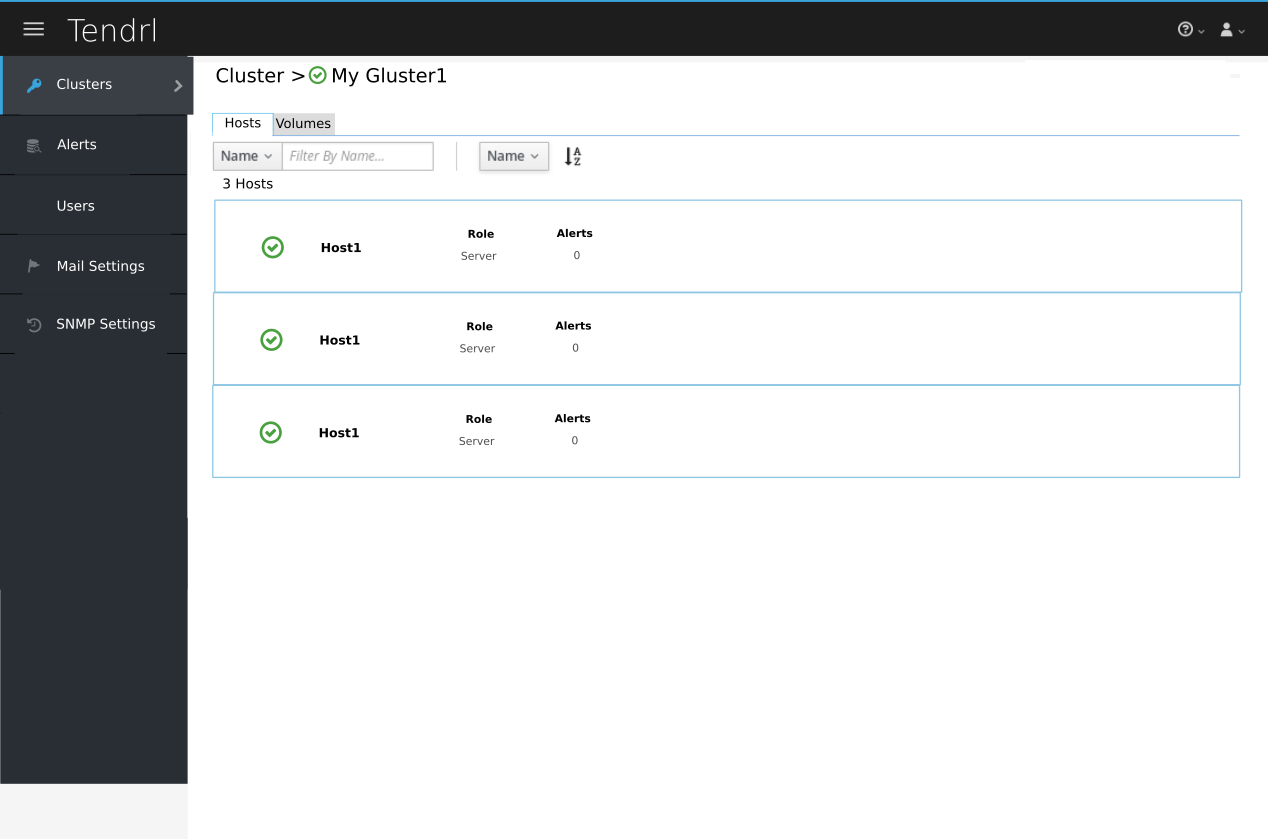 Tendrl
Clusters
Alerts
Users
Mail Settings
SNMP Settings
Cluster > My Gluster1
Hosts Volumes
Name Filter By Name... Name A Z
3 Hosts
Host1 Role Server Alerts 0
Host1 Role Server Alerts 0
Host1 Role Server Alerts 0